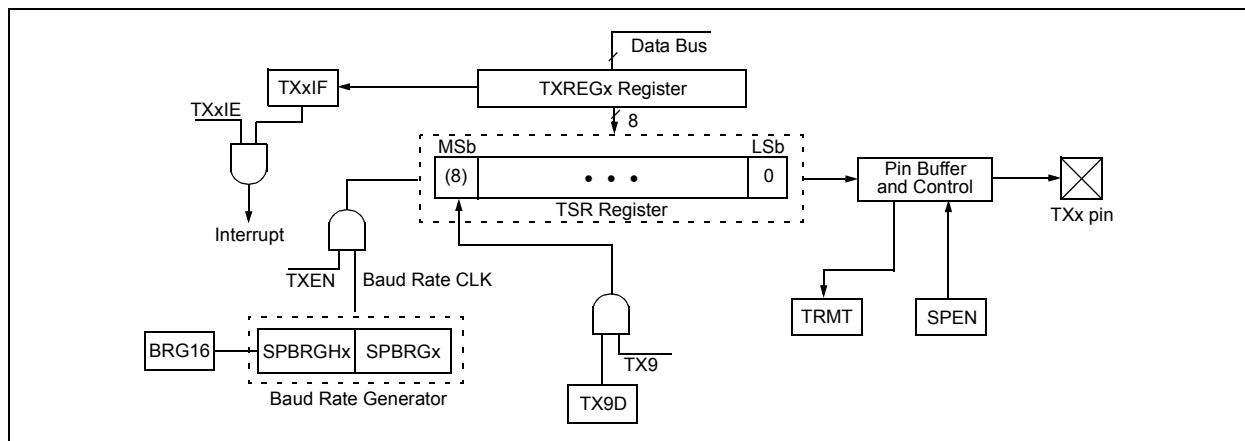 Data Bus
TXxIF
TXREGx Register
TXxIE
8
MSb
LSb
(8)
• • •
0
Pin Buffer
and Control
TSR Register
TXx pin
Interrupt
TXEN
Baud Rate CLK
TRMT
SPEN
BRG16
SPBRGHx
SPBRGx
TX9
Baud Rate Generator
TX9D